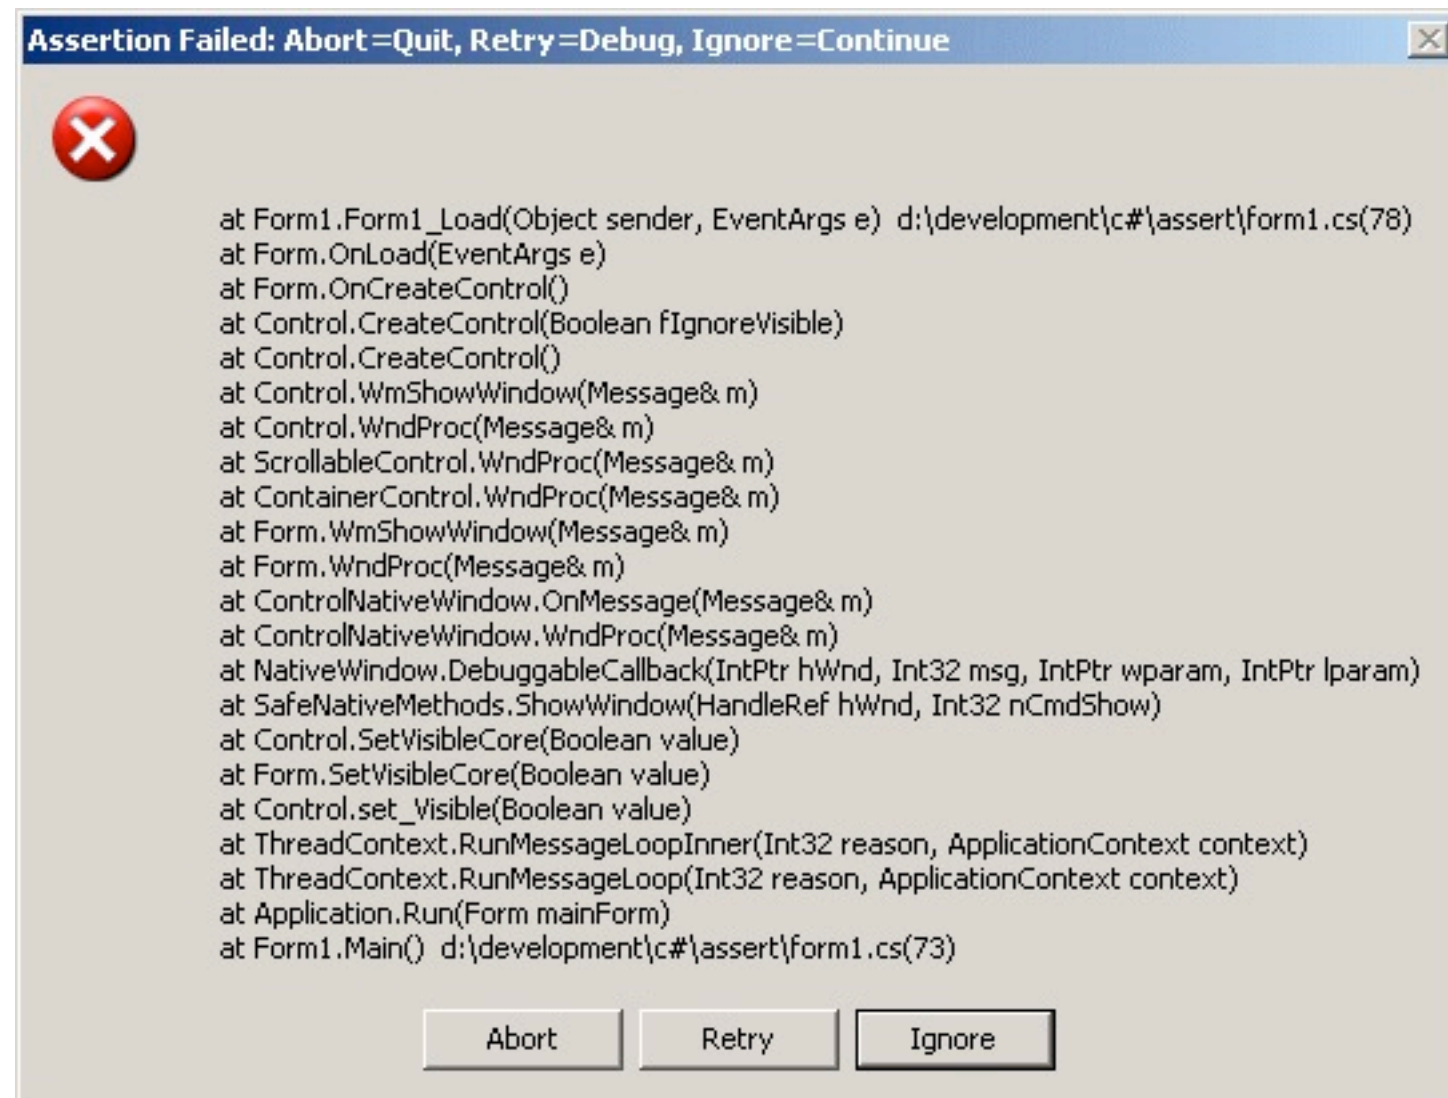 Assertion Failed: Abort=Quit, Retry=Debug, Ignore=Continue
at Form1.Form1_Load(Object sender, EventArgs e)  d:\development\c#\assert\form1.cs(78)
at Form.OnLoad(EventArgs e)
at Form.OnCreateControl()
at Control.CreateControl(Boolean fIgnoreVisible)
at Control.CreateControl()
at Control.WmShowWindow(Message& m)
at Control.WndProc(Message& m)
at ScrollableControl.WndProc(Message& m)
at ContainerControl.WndProc(Message& m)
at Form.WmShowWindow(Message& m)
at Form.WndProc(Message& m)
at ControlNativeWindow.OnMessage(Message& m)
at ControlNativeWindow.WndProc(Message& m)
at NativeWindow.DebuggableCallback(IntPtr hWnd, Int32 msg, IntPtr wparam, IntPtr lparam)
at SafeNativeMethods.ShowWindow(HandleRef hWnd, Int32 nCmdShow)
at Control.SetVisibleCore(Boolean value)
at Form.SetVisibleCore(Boolean value)
at Control.set_Visible(Boolean value)
at ThreadContext.RunMessageLoopInner(Int32 reason, ApplicationContext context)
at ThreadContext.RunMessageLoop(Int32 reason, ApplicationContext context)
at Application.Run(Form mainForm)
at Form1.Main()  d:\development\c#\assert\form1.cs(73)
Abort Retry Ignore